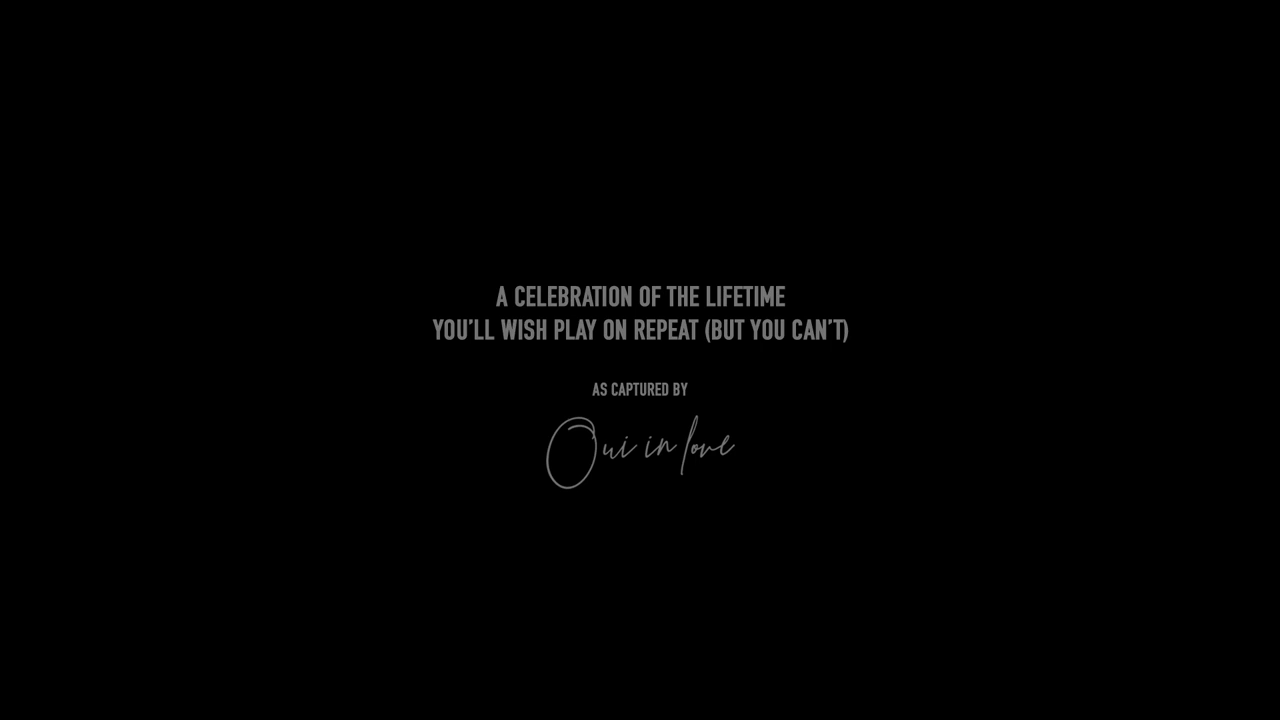 A CELEBRATION OF THE LIFETIME
YOU'LL WISH PLAY ON REPEAT (BUT YOU CAN'T)
AS CAPTURED BY
Oui in love